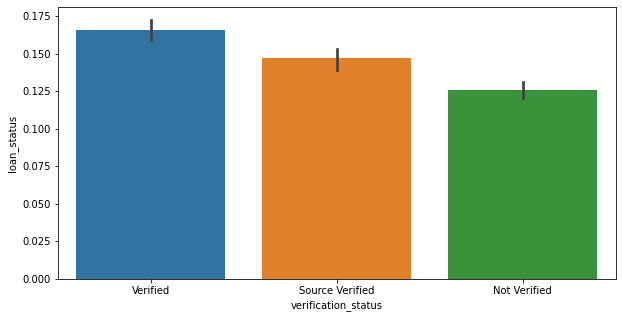 0.175
0.150
0.125
0.100
0.075
0.050
0.025
0.000
loan_status
Verified
Source Verified
Not Verified
verification_status